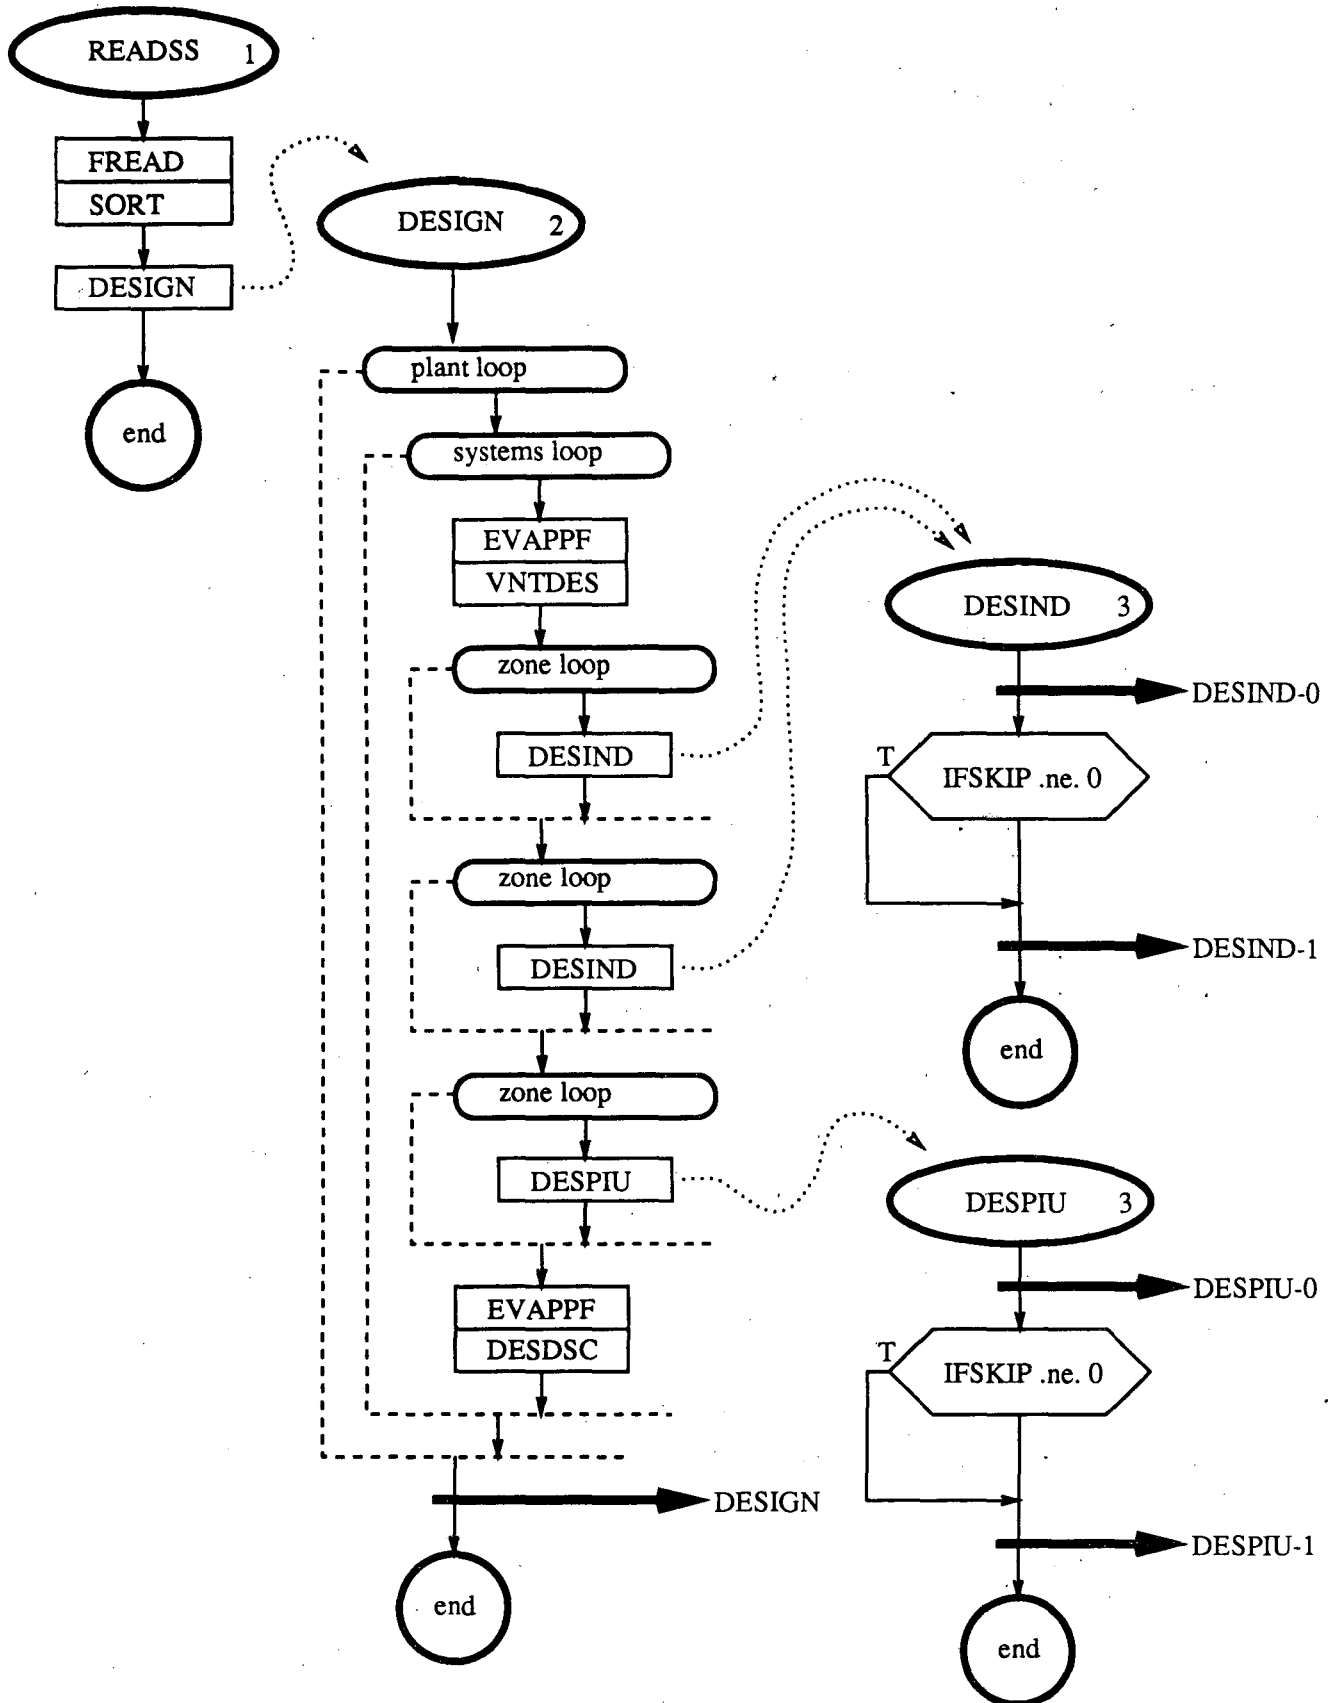 READSS 1
FREAD
SORT
DESIGN
end
DESIGN 2
plant loop
systems loop
EVAPPF
VNTDES
zone loop
DESIND
zone loop
DESIND
zone loop
DESPIU
EVAPPF
DESDSC
DESIGN
end
DESIND 3
DESIND-0
T
IFSKIP .ne. 0
DESIND-1
end
DESPIU 3
DESPIU-0
T
IFSKIP .ne. 0
DESPIU-1
end